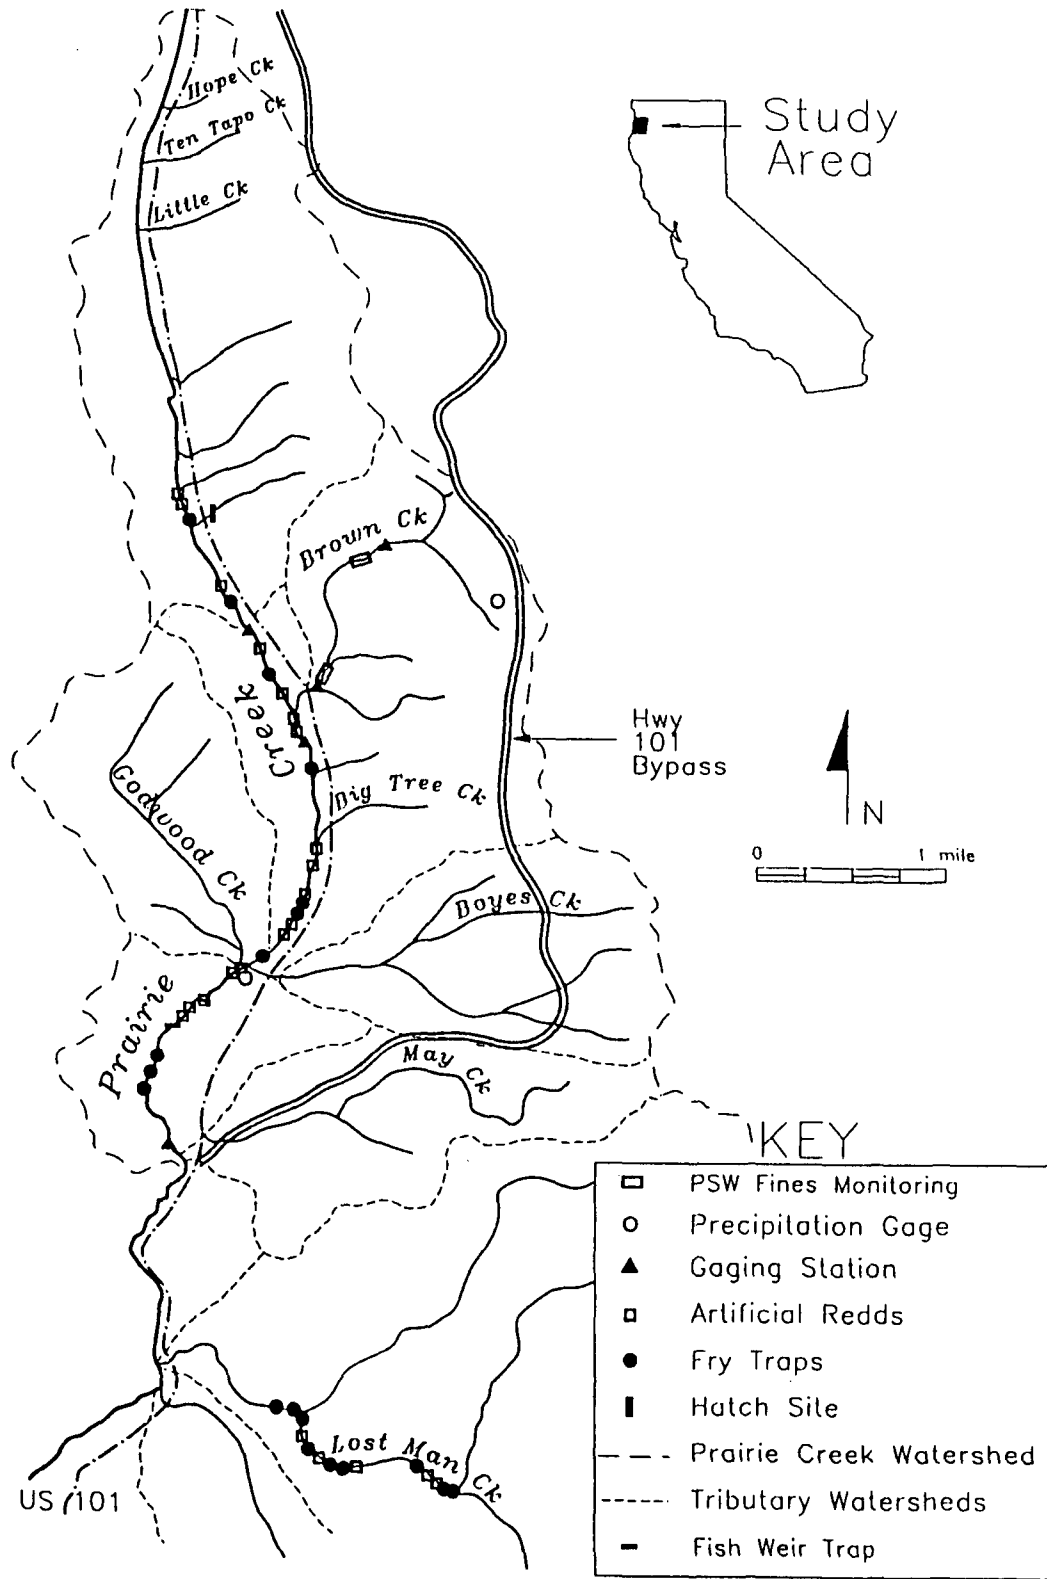 Hope Ck
Ten Tapo Ck
Little Ck
Study
Area
Brown Ck
Creek
Hwy
101
Bypass
N
Big Tree Ck
Godwood Ck
0 1 mile
Boyes Ck
Prairie
May Ck
KEY
PSW Fines Monitoring
Precipitation Gage
Gaging Station
Artificial Redds
Fry Traps
Hatch Site
Prairie Creek Watershed
Tributary Watersheds
Fish Weir Trap
Lost Man Ck
US 101